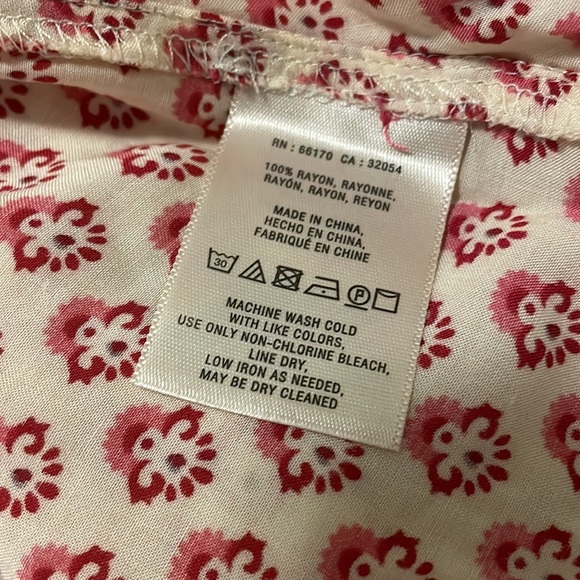 RN : 66170 CA : 32054
100% RAYON, RAYONNE,
RAYÓN, RAYON, REYON
MADE IN CHINA,
HECHO EN CHINA,
FABRIQUÉ EN CHINE
30 P
MACHINE WASH COLD
WITH LIKE COLORS,
USE ONLY NON-CHLORINE BLEACH,
LINE DRY,
LOW IRON AS NEEDED,
MAY BE DRY CLEANED